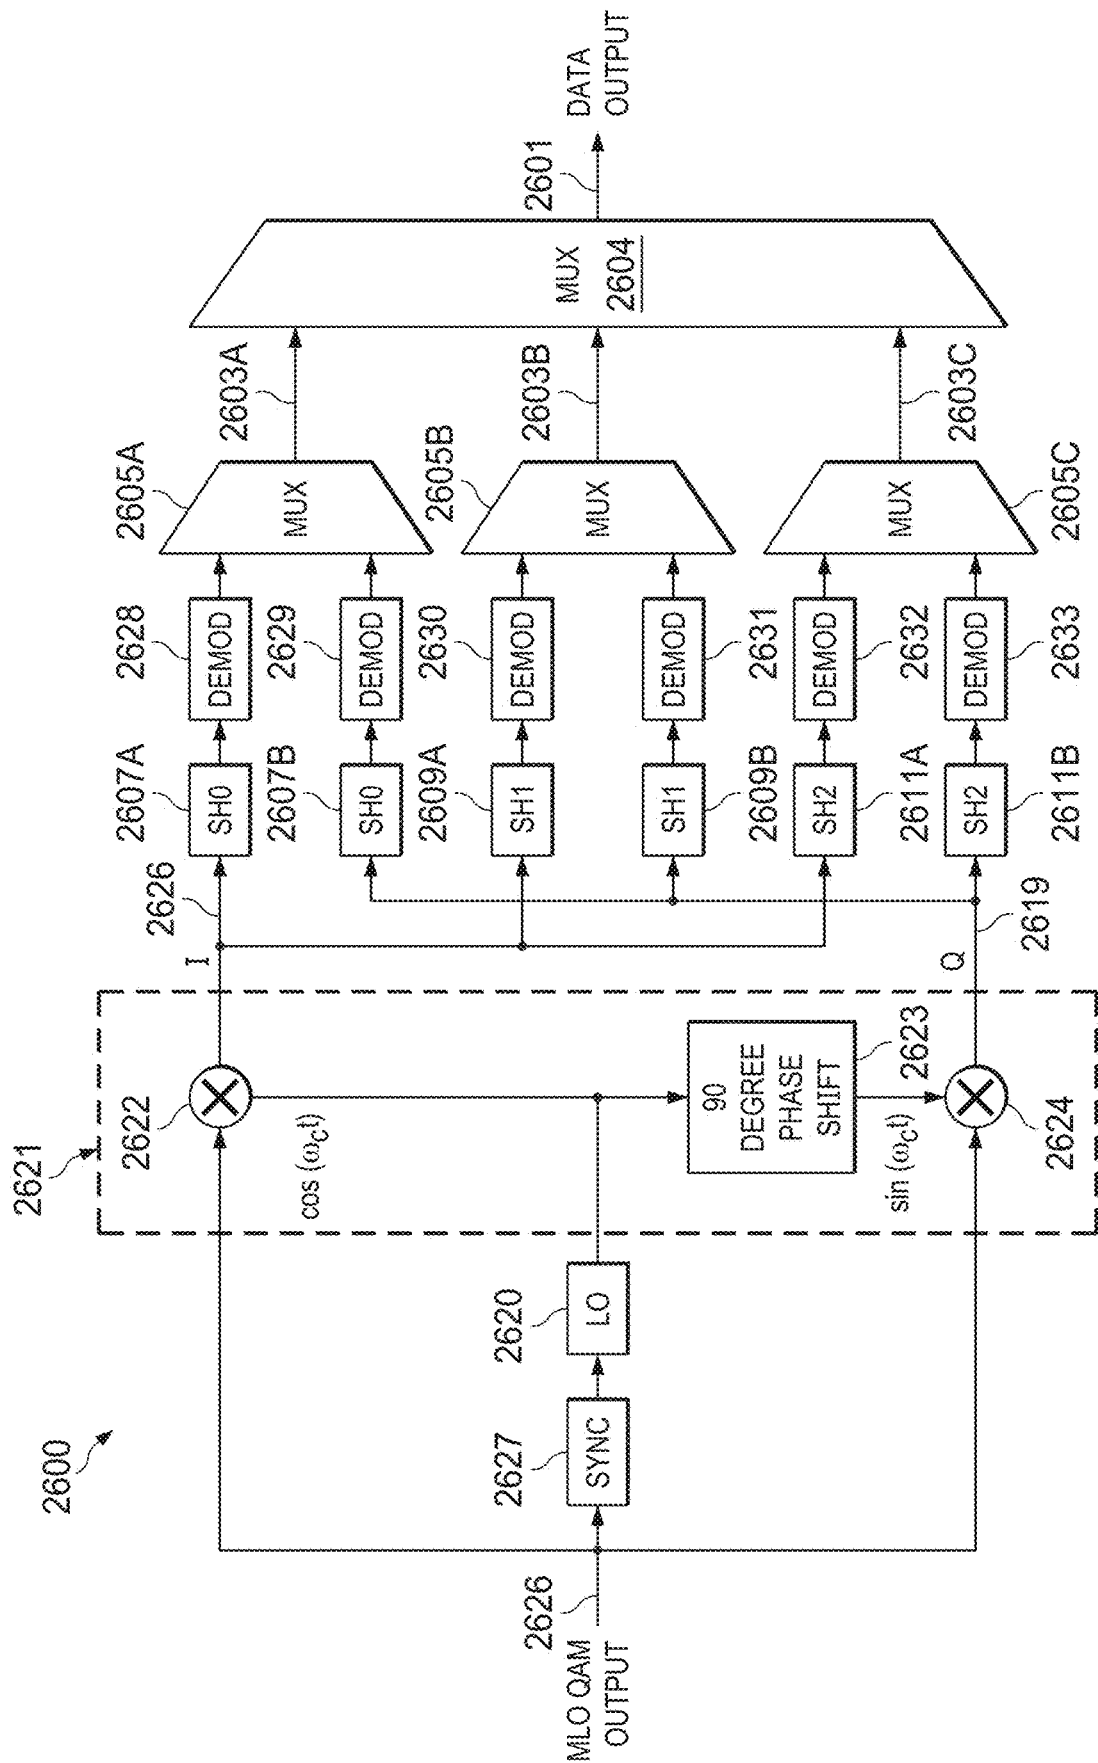 2600
2621
MLO QAM
OUTPUT
2626
SYNC
2627
LO
2620
2622
cos (ωct)
90
DEGREE
PHASE
SHIFT
2623
sin (ωct)
2624
I
2626
Q
2619
SH0
2607A
SH0
2607B
SH1
2609A
SH1
2609B
SH2
2611A
SH2
2611B
DEMOD
2628
DEMOD
2629
DEMOD
2630
DEMOD
2631
DEMOD
2632
DEMOD
2633
MUX
2605A
MUX
2605B
MUX
2605C
2603A
2603B
2603C
MUX
2604
2601
DATA
OUTPUT